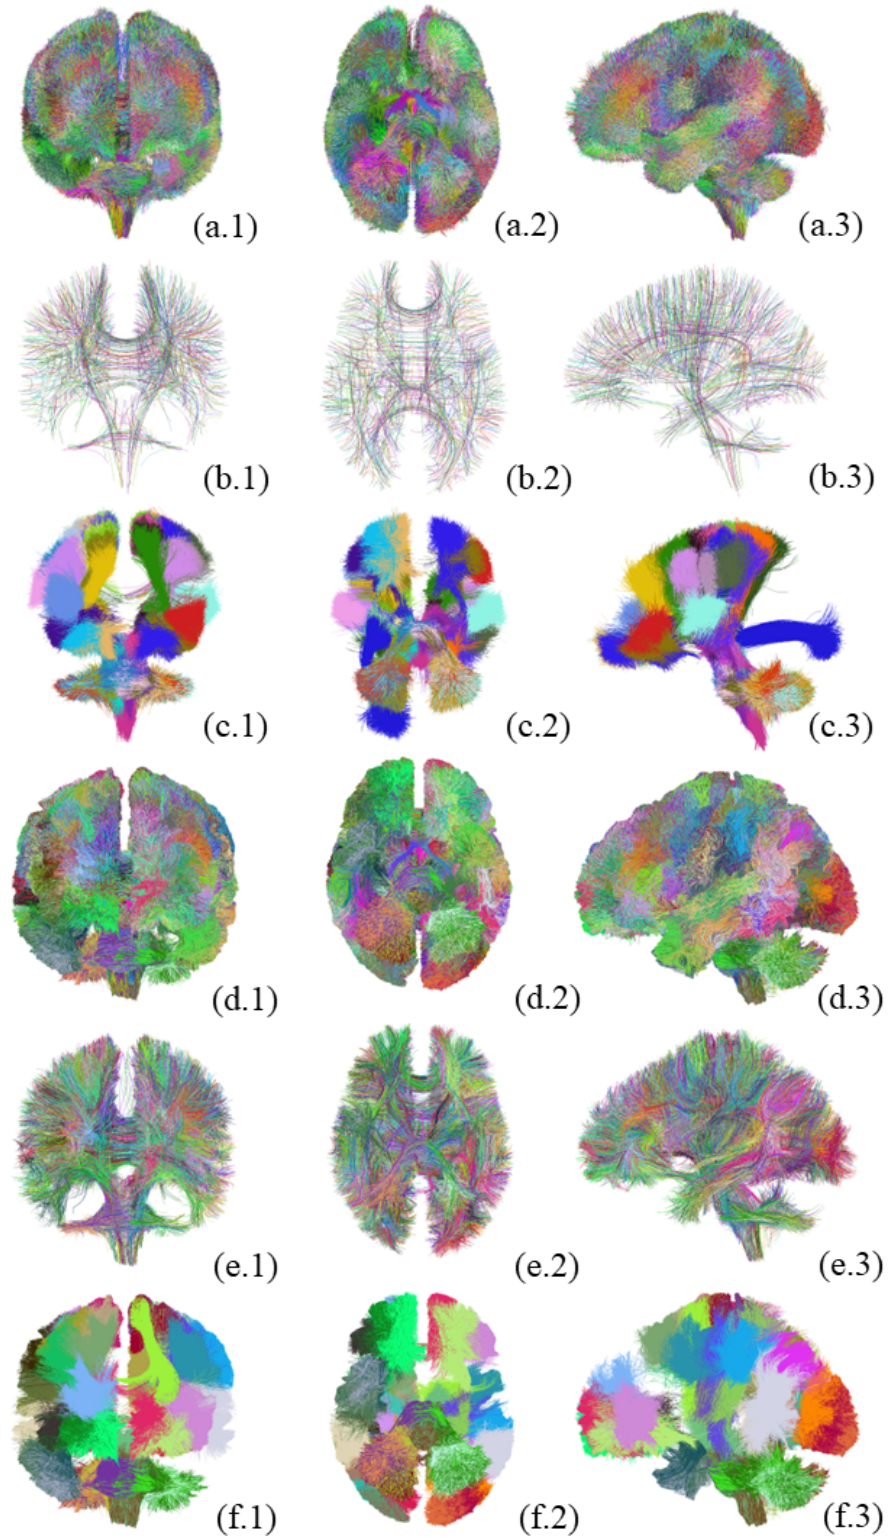 (a.1) (a.2) (a.3)
(b.1) (b.2) (b.3)
(c.1) (c.2) (c.3)
(d.1) (d.2) (d.3)
(e.1) (e.2) (e.3)
(f.1) (f.2) (f.3)